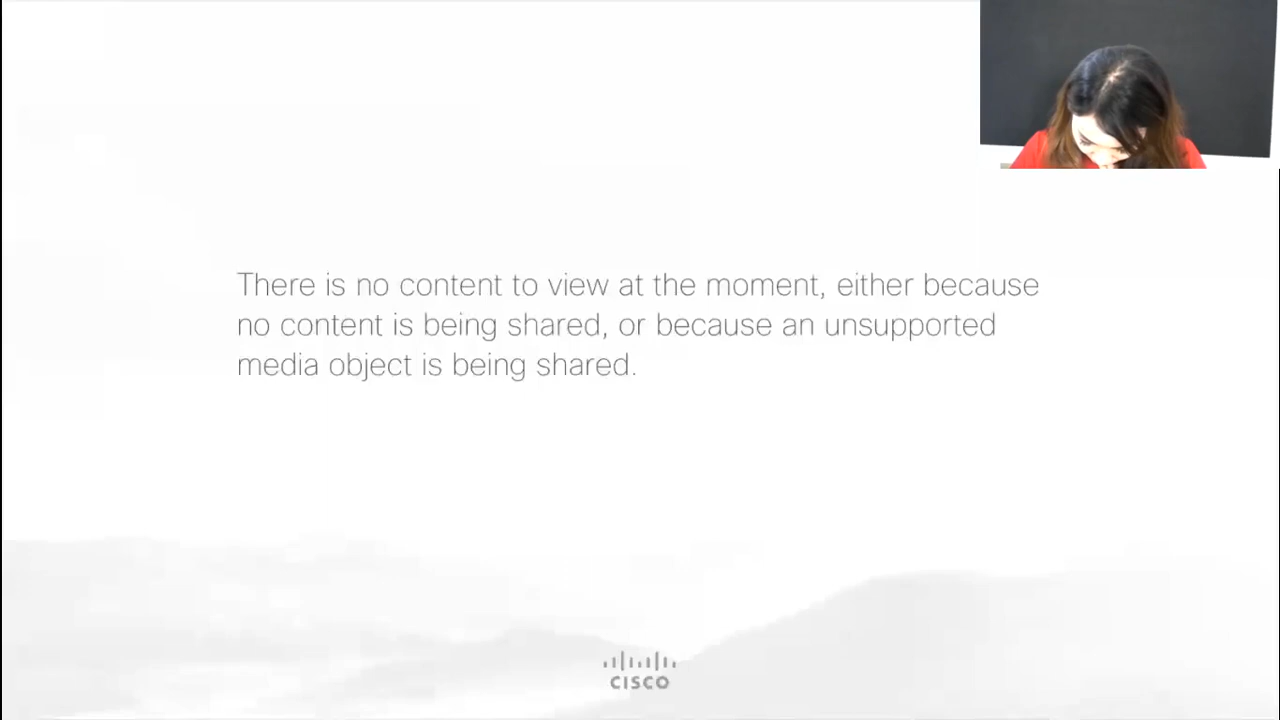 There is no content to view at the moment, either because
no content is being shared, or because an unsupported
media object is being shared.
CISCO